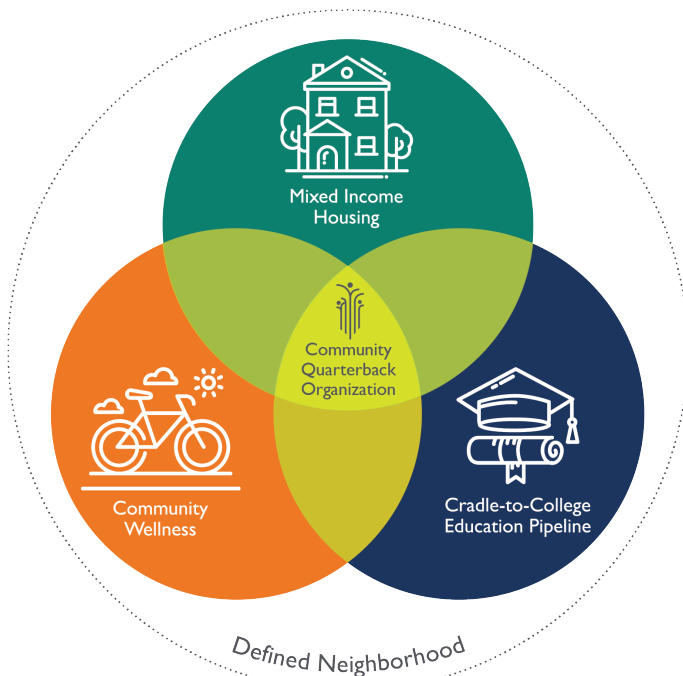 Mixed Income
Housing
Community
Quarterback
Organization
Community
Wellness
Cradle-to-College
Education Pipeline
Defined Neighborhood